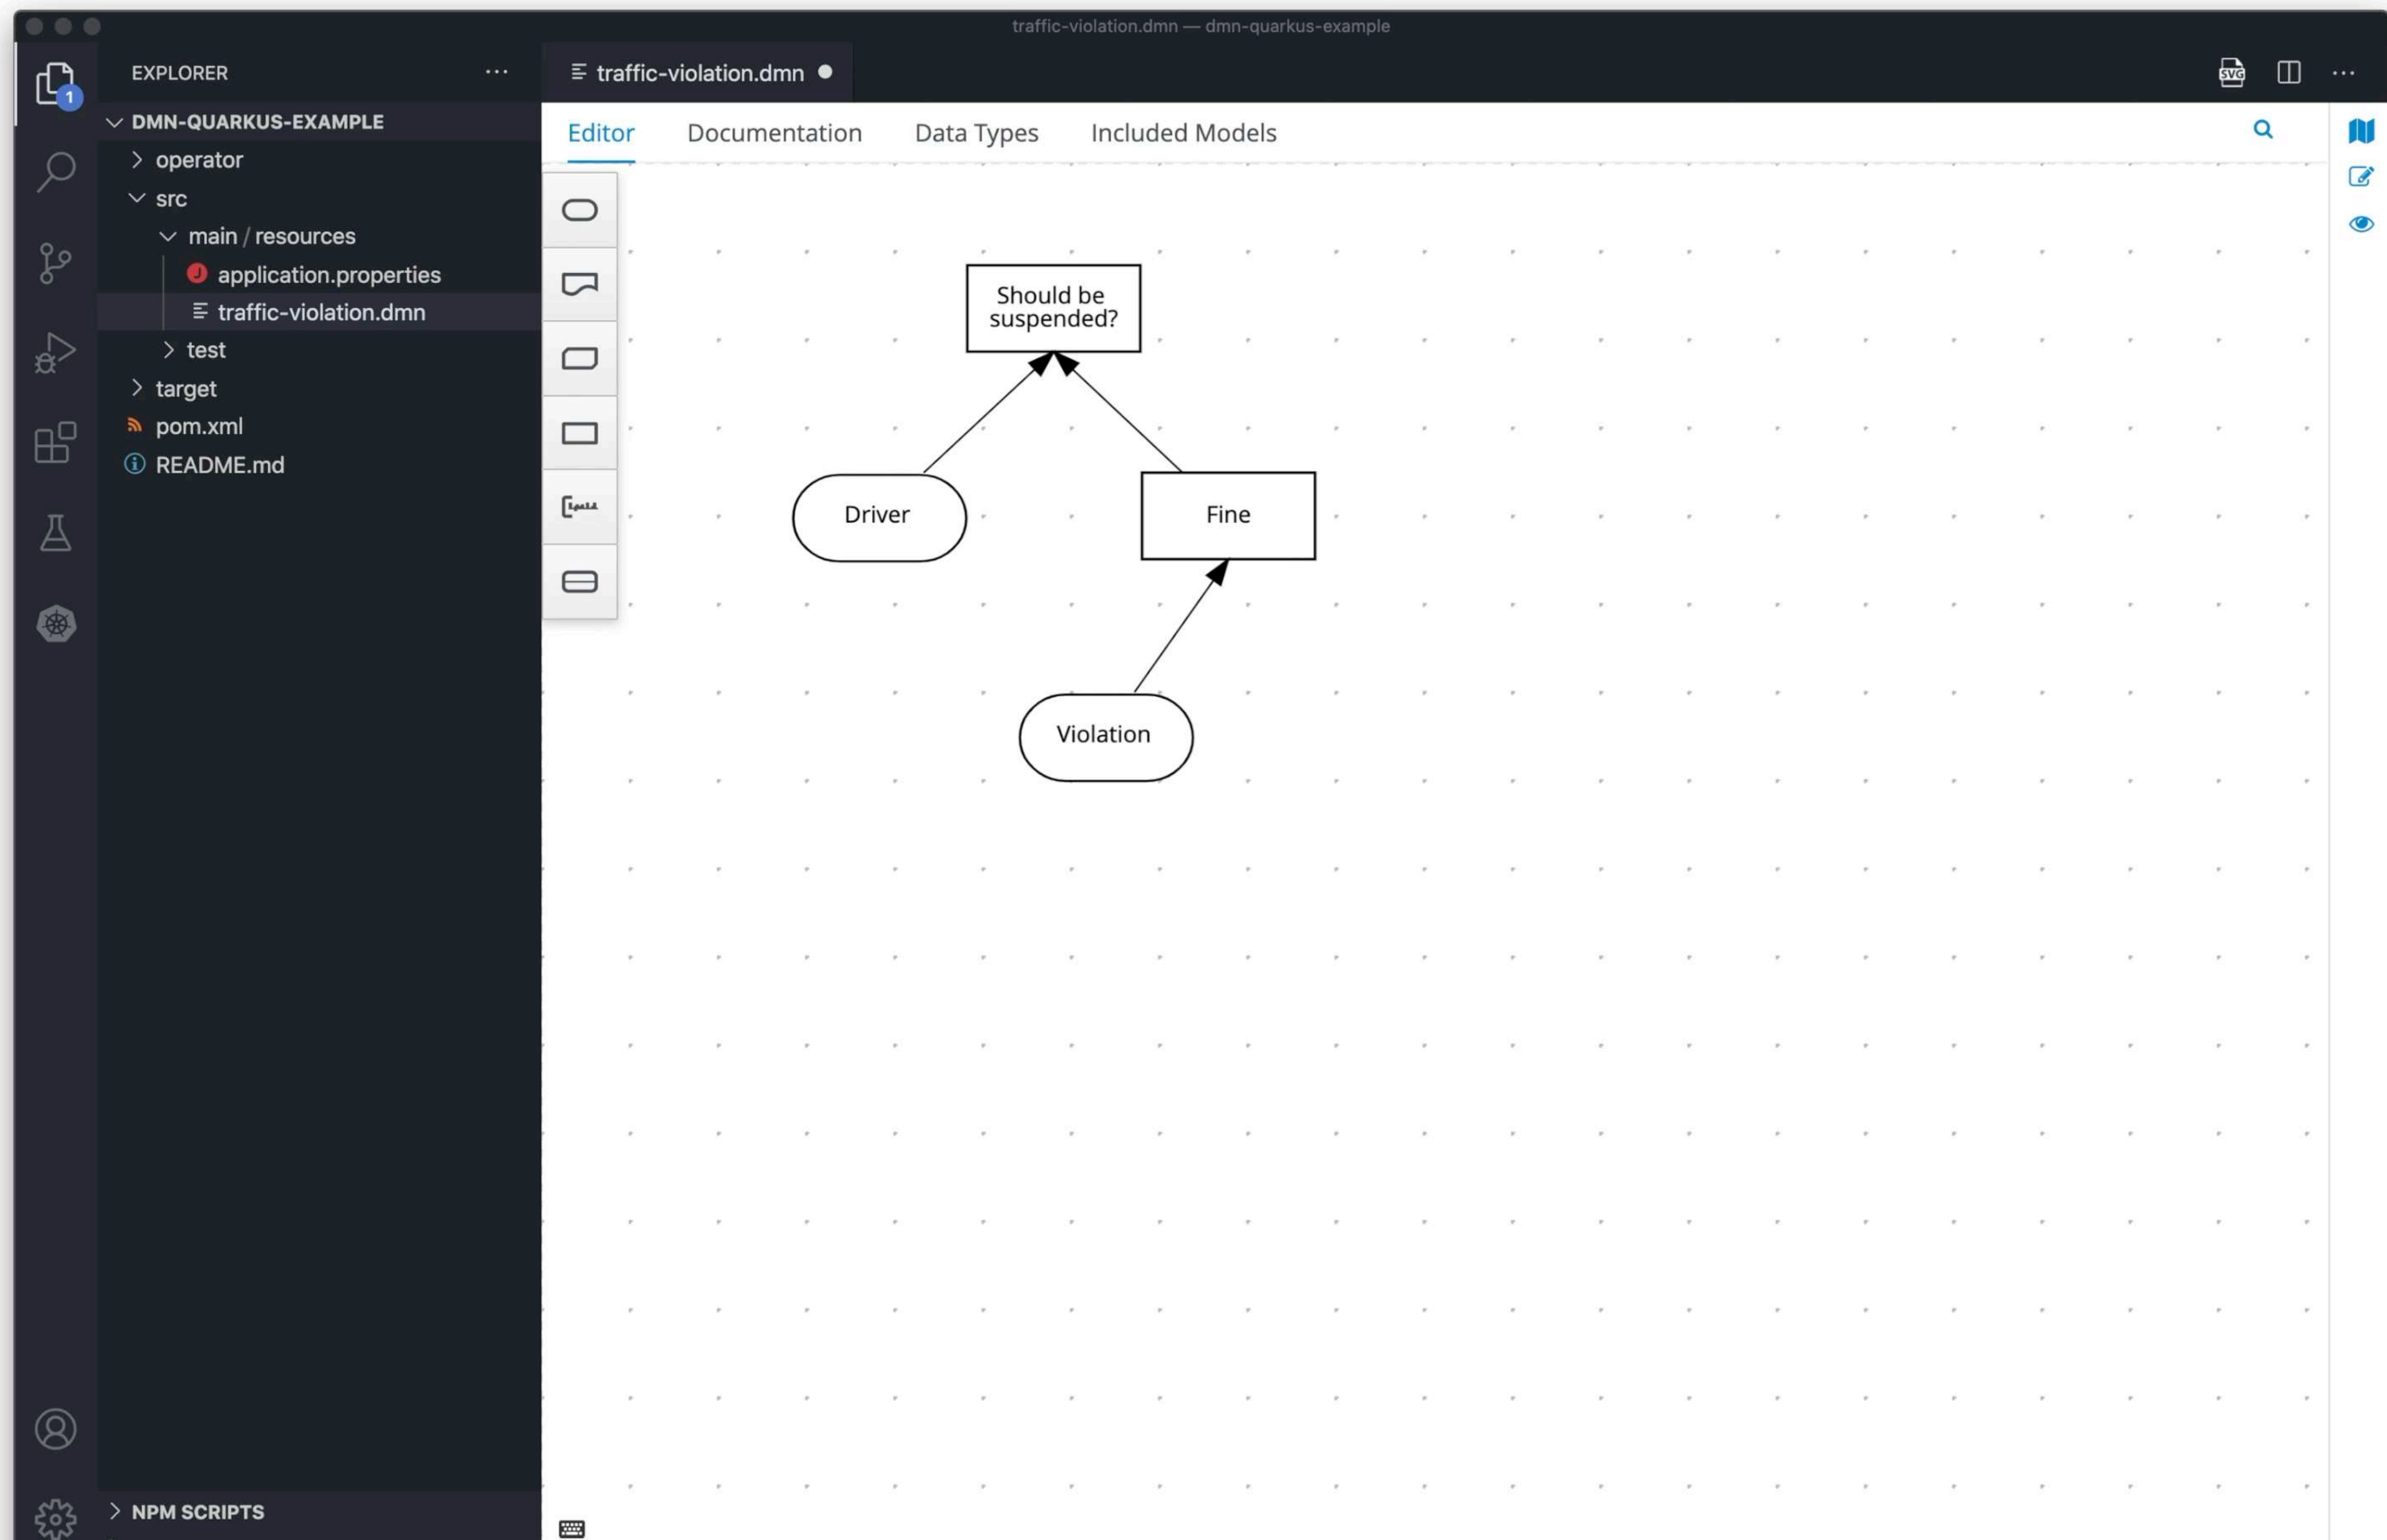 traffic-violation.dmn — dmn-quarkus-example
1
EXPLORER
DMN-QUARKUS-EXAMPLE
operator
src
main / resources
application.properties
traffic-violation.dmn
test
target
pom.xml
README.md
NPM SCRIPTS
traffic-violation.dmn
SVG
Editor Documentation Data Types Included Models
Should be
suspended?
Driver
Fine
Violation